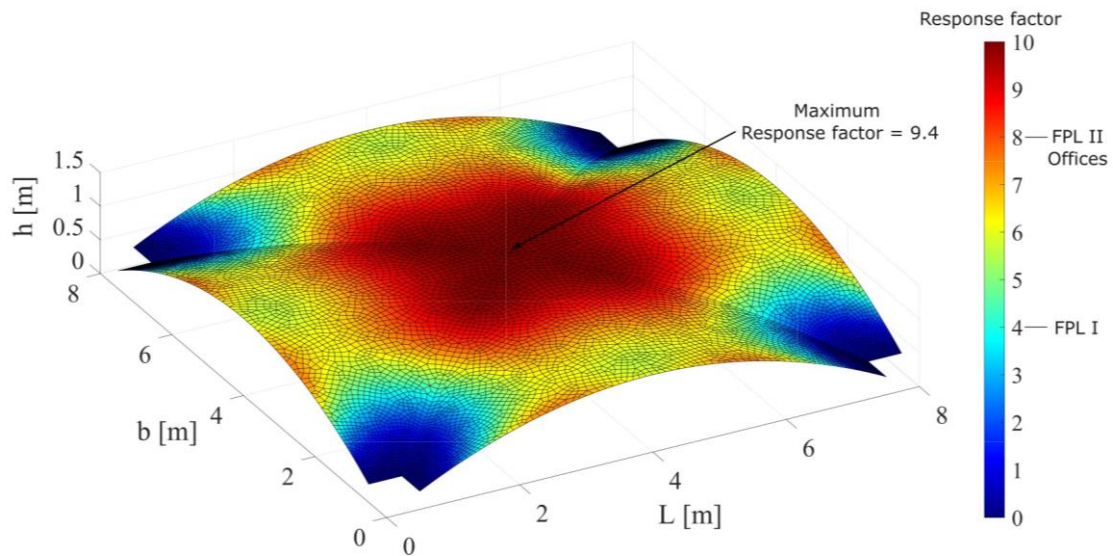 Response factor
10
9
8
7
6
5
4
3
2
1
0
FPL II
Offices
FPL I
Maximum
Response factor = 9.4
h [m]
1.5
1
0.5
0
b [m]
8
6
4
2
0
L [m]
0
2
4
6
8